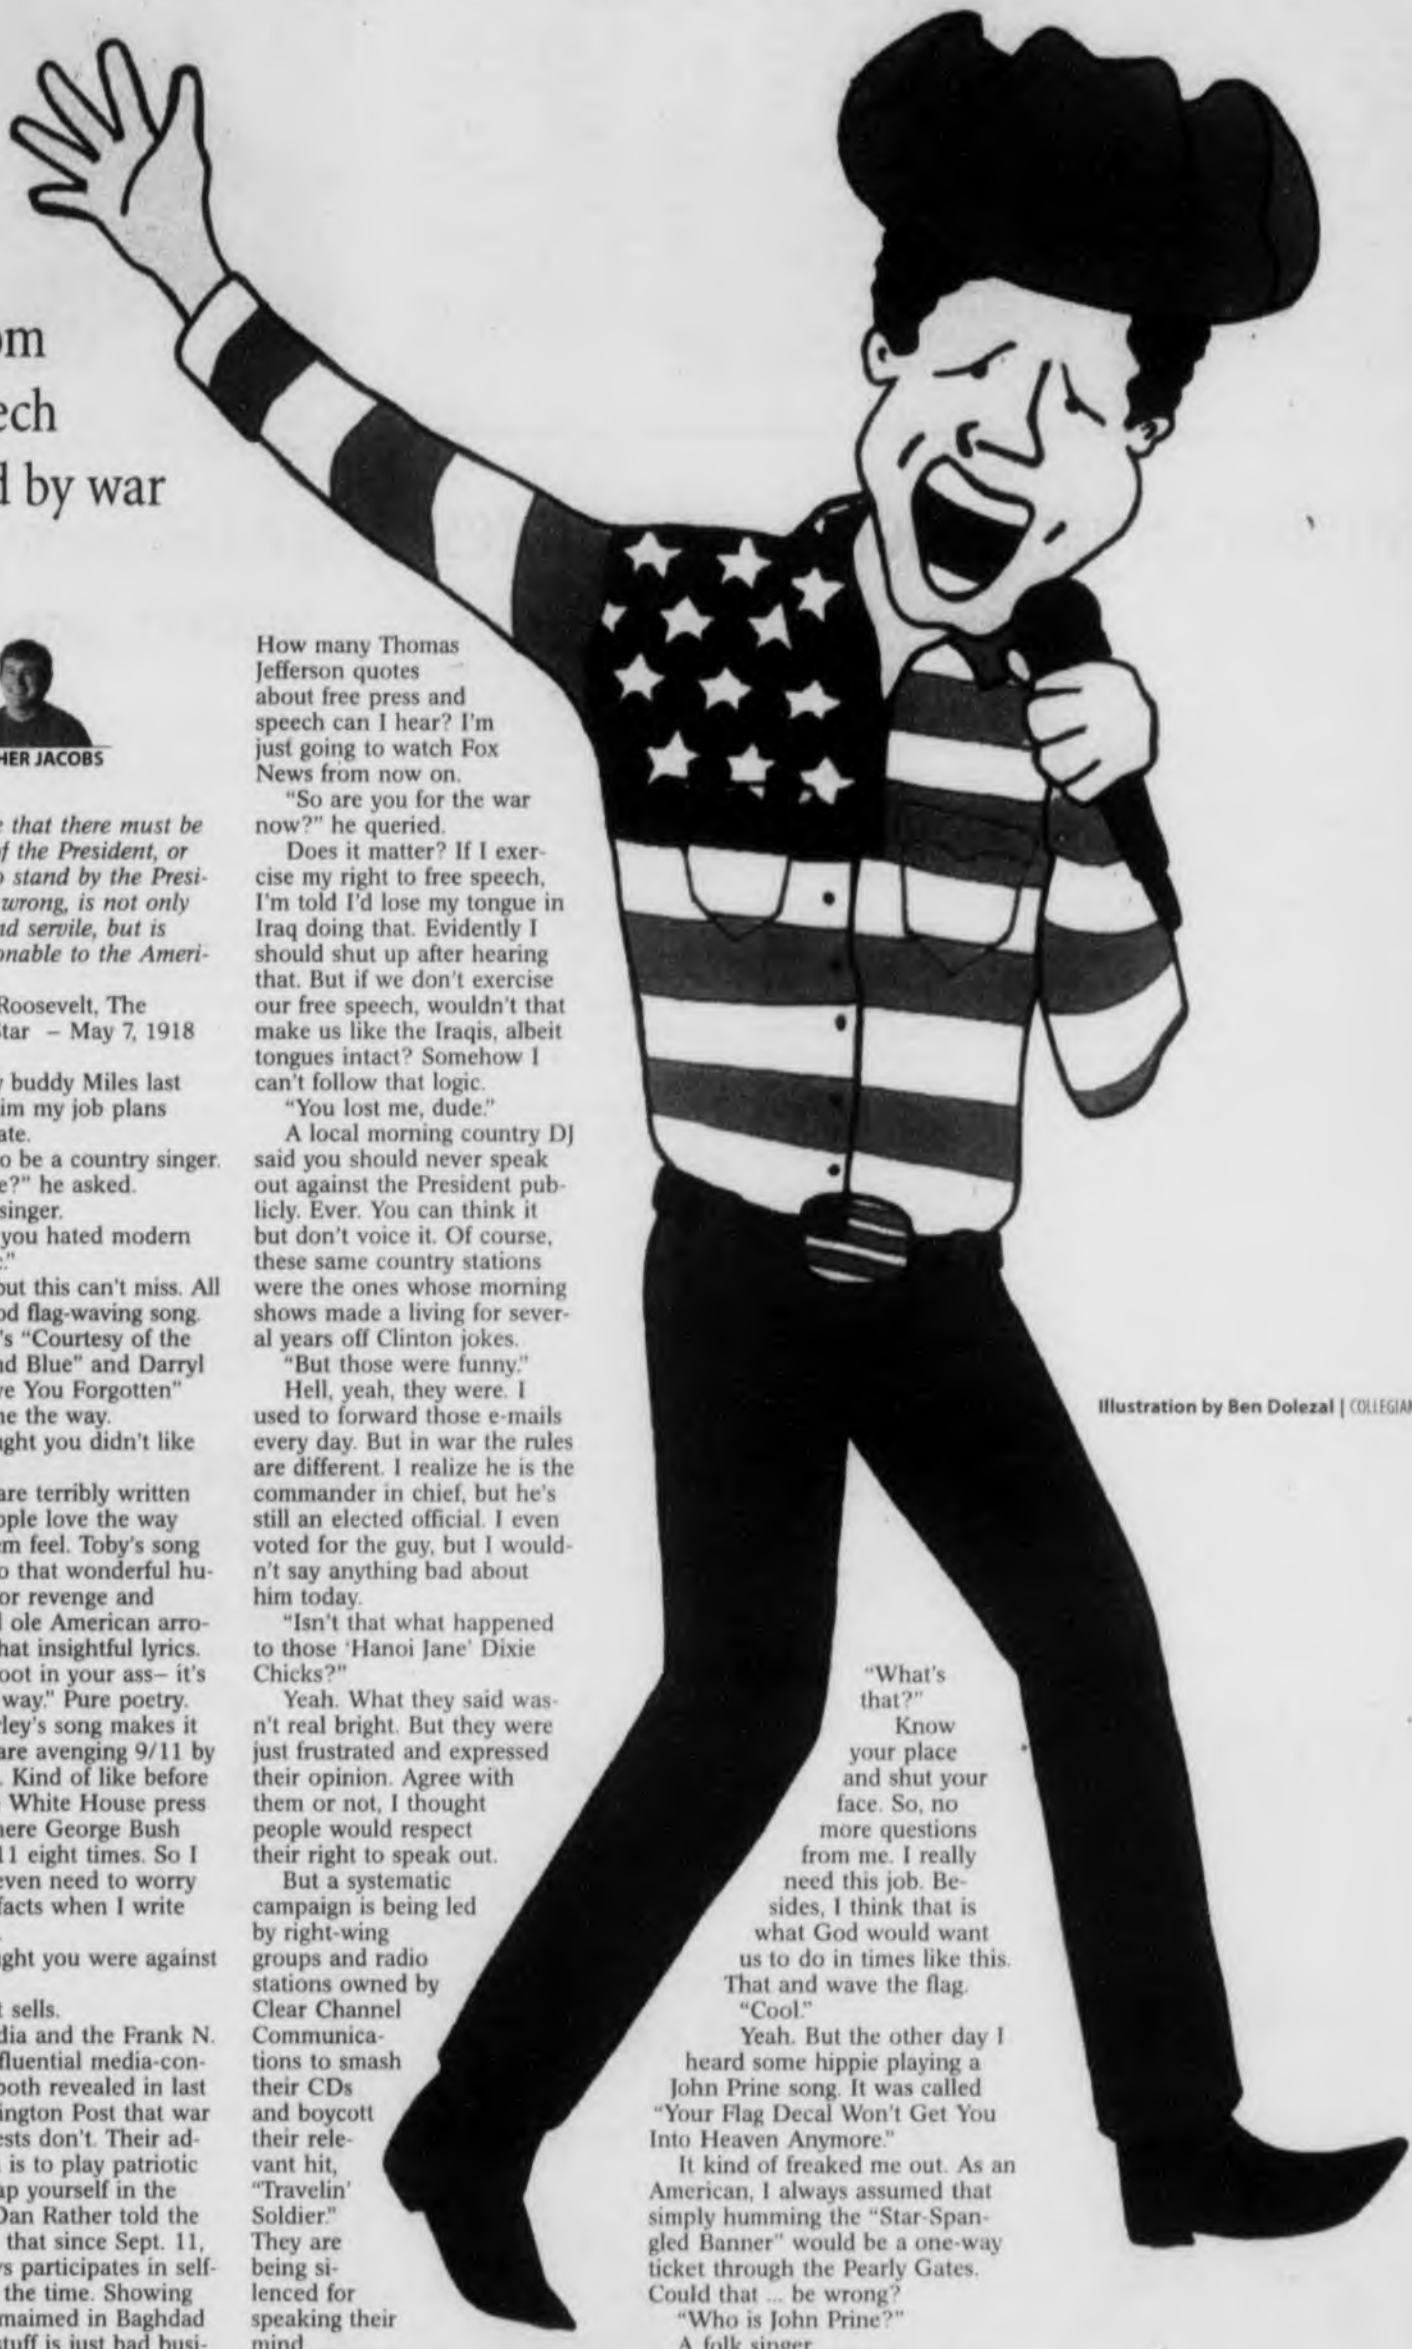 om
ech
d by war
HER JACOBS
e that there must be
of the President, or
o stand by the Presi-
wrong, is not only
nd servile, but is
onable to the Ameri-
Roosevelt, The
Star – May 7, 1918
y buddy Miles last
im my job plans
ate.
o be a country singer.
e?" he asked.
singer.
you hated modern
c."
but this can't miss. All
od flag-waving song.
's "Courtesy of the
nd Blue" and Darryl
ve You Forgotten"
ne the way.
ught you didn't like
are terribly written
ople love the way
em feel. Toby's song
o that wonderful hu-
or revenge and
d ole American arro-
hat insightful lyrics.
oot in your ass– it's
way." Pure poetry.
ley's song makes it
are avenging 9/11 by
. Kind of like before
e White House press
here George Bush
11 eight times. So I
even need to worry
facts when I write
.
ught you were against
t sells.
dia and the Frank N.
fluential media-con-
both revealed in last
ington Post that war
ests don't. Their ad-
is to play patriotic
ap yourself in the
Dan Rather told the
that since Sept. 11,
s participates in self-
the time. Showing
maimed in Baghdad
stuff is just bad busi-
How many Thomas
Jefferson quotes
about free press and
speech can I hear? I'm
just going to watch Fox
News from now on.
"So are you for the war
now?" he queried.
Does it matter? If I exer-
cise my right to free speech,
I'm told I'd lose my tongue in
Iraq doing that. Evidently I
should shut up after hearing
that. But if we don't exercise
our free speech, wouldn't that
make us like the Iraqis, albeit
tongues intact? Somehow I
can't follow that logic.
"You lost me, dude."
A local morning country DJ
said you should never speak
out against the President pub-
licly. Ever. You can think it
but don't voice it. Of course,
these same country stations
were the ones whose morning
shows made a living for sever-
al years off Clinton jokes.
"But those were funny."
Hell, yeah, they were. I
used to forward those e-mails
every day. But in war the rules
are different. I realize he is the
commander in chief, but he's
still an elected official. I even
voted for the guy, but I would-
n't say anything bad about
him today.
"Isn't that what happened
to those 'Hanoi Jane' Dixie
Chicks?"
Yeah. What they said was-
n't real bright. But they were
just frustrated and expressed
their opinion. Agree with
them or not, I thought
people would respect
their right to speak out.
But a systematic
campaign is being led
by right-wing
groups and radio
stations owned by
Clear Channel
Communica-
tions to smash
their CDs
and boycott
their rele-
vant hit,
"Travelin'
Soldier."
They are
being si-
lenced for
speaking their
mind
Illustration by Ben Dolezal | COLLEGIAN
"What's
that?"
Know
your place
and shut your
face. So, no
more questions
from me. I really
need this job. Be-
sides, I think that is
what God would want
us to do in times like this.
That and wave the flag.
"Cool."
Yeah. But the other day I
heard some hippie playing a
John Prine song. It was called
"Your Flag Decal Won't Get You
Into Heaven Anymore."
It kind of freaked me out. As an
American, I always assumed that
simply humming the "Star-Span-
gled Banner" would be a one-way
ticket through the Pearly Gates.
Could that ... be wrong?
"Who is John Prine?"
A folk singer